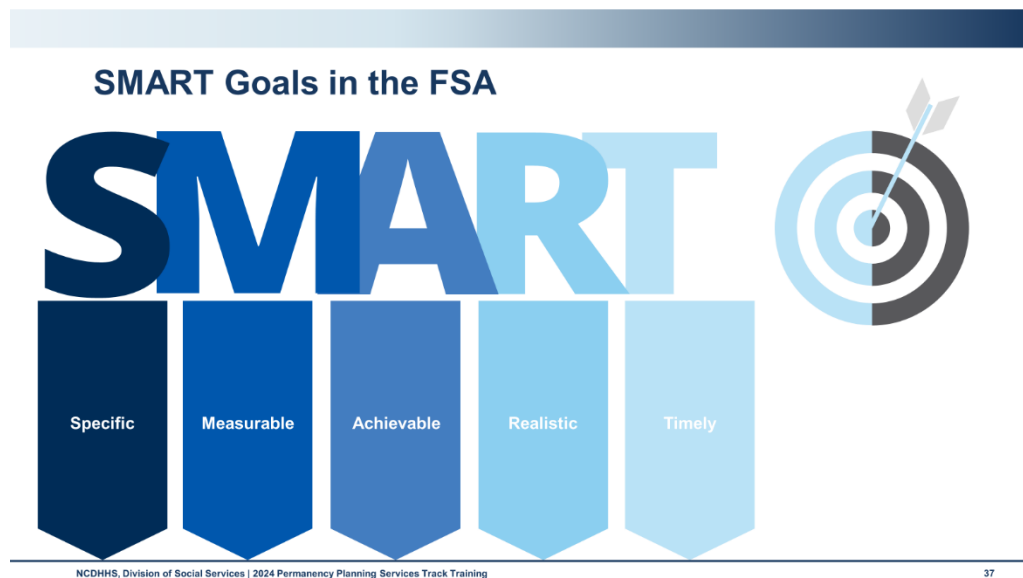 SMART Goals in the FSA
SMART
Specific Measurable Achievable Realistic Timely
NCDHHS, Division of Social Services | 2024 Permanency Planning Services Track Training 37